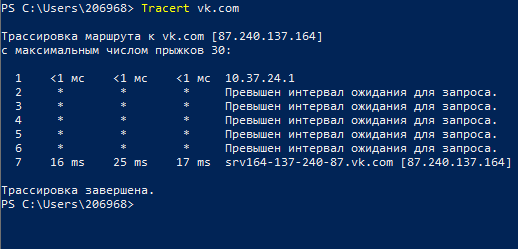 PS C:\Users\206968> Tracert vk.com
Трассировка маршрута к vk.com [87.240.137.164]
с максимальным числом прыжков 30:
1 <1 мс <1 мс <1 мс 10.37.24.1
2 * * * Превышен интервал ожидания для запроса.
3 * * * Превышен интервал ожидания для запроса.
4 * * * Превышен интервал ожидания для запроса.
5 * * * Превышен интервал ожидания для запроса.
6 * * * Превышен интервал ожидания для запроса.
7 16 ms 25 ms 17 ms srv164-137-240-87.vk.com [87.240.137.164]
Трассировка завершена.
PS C:\Users\206968>